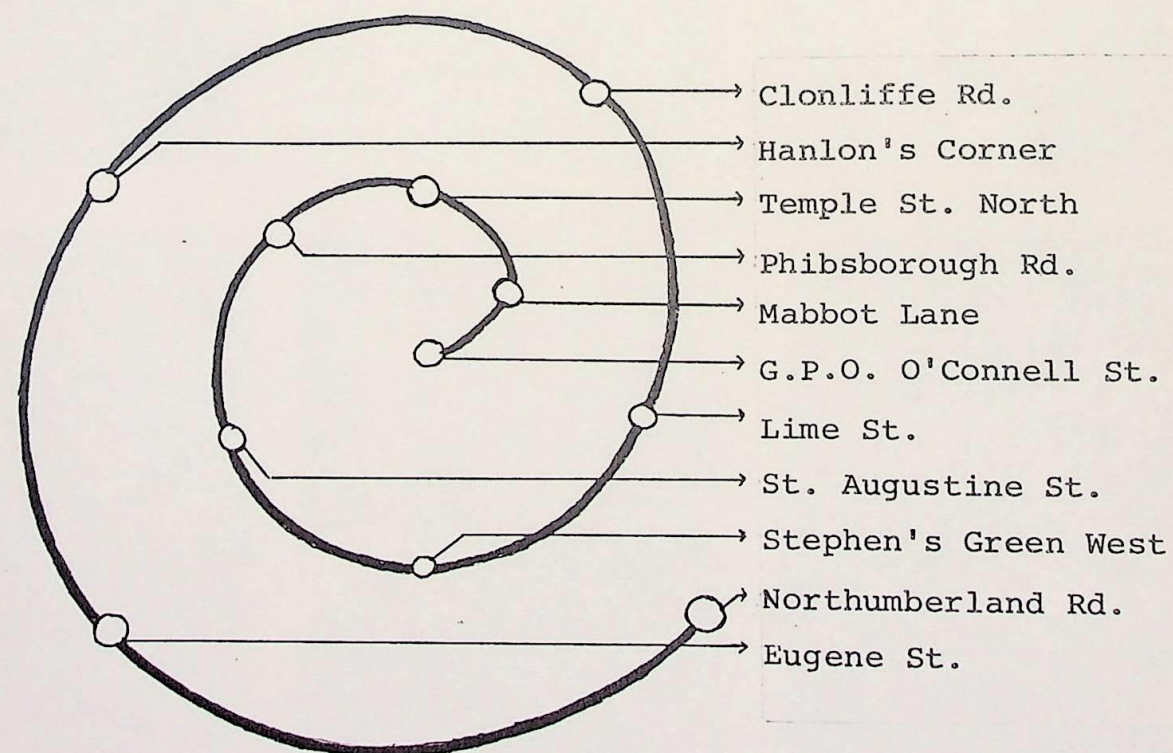 Clonliffe Rd.
Hanlon's Corner
Temple St. North
Phibsborough Rd.
Mabbot Lane
G.P.O. O'Connell St.
Lime St.
St. Augustine St.
Stephen's Green West
Northumberland Rd.
Eugene St.